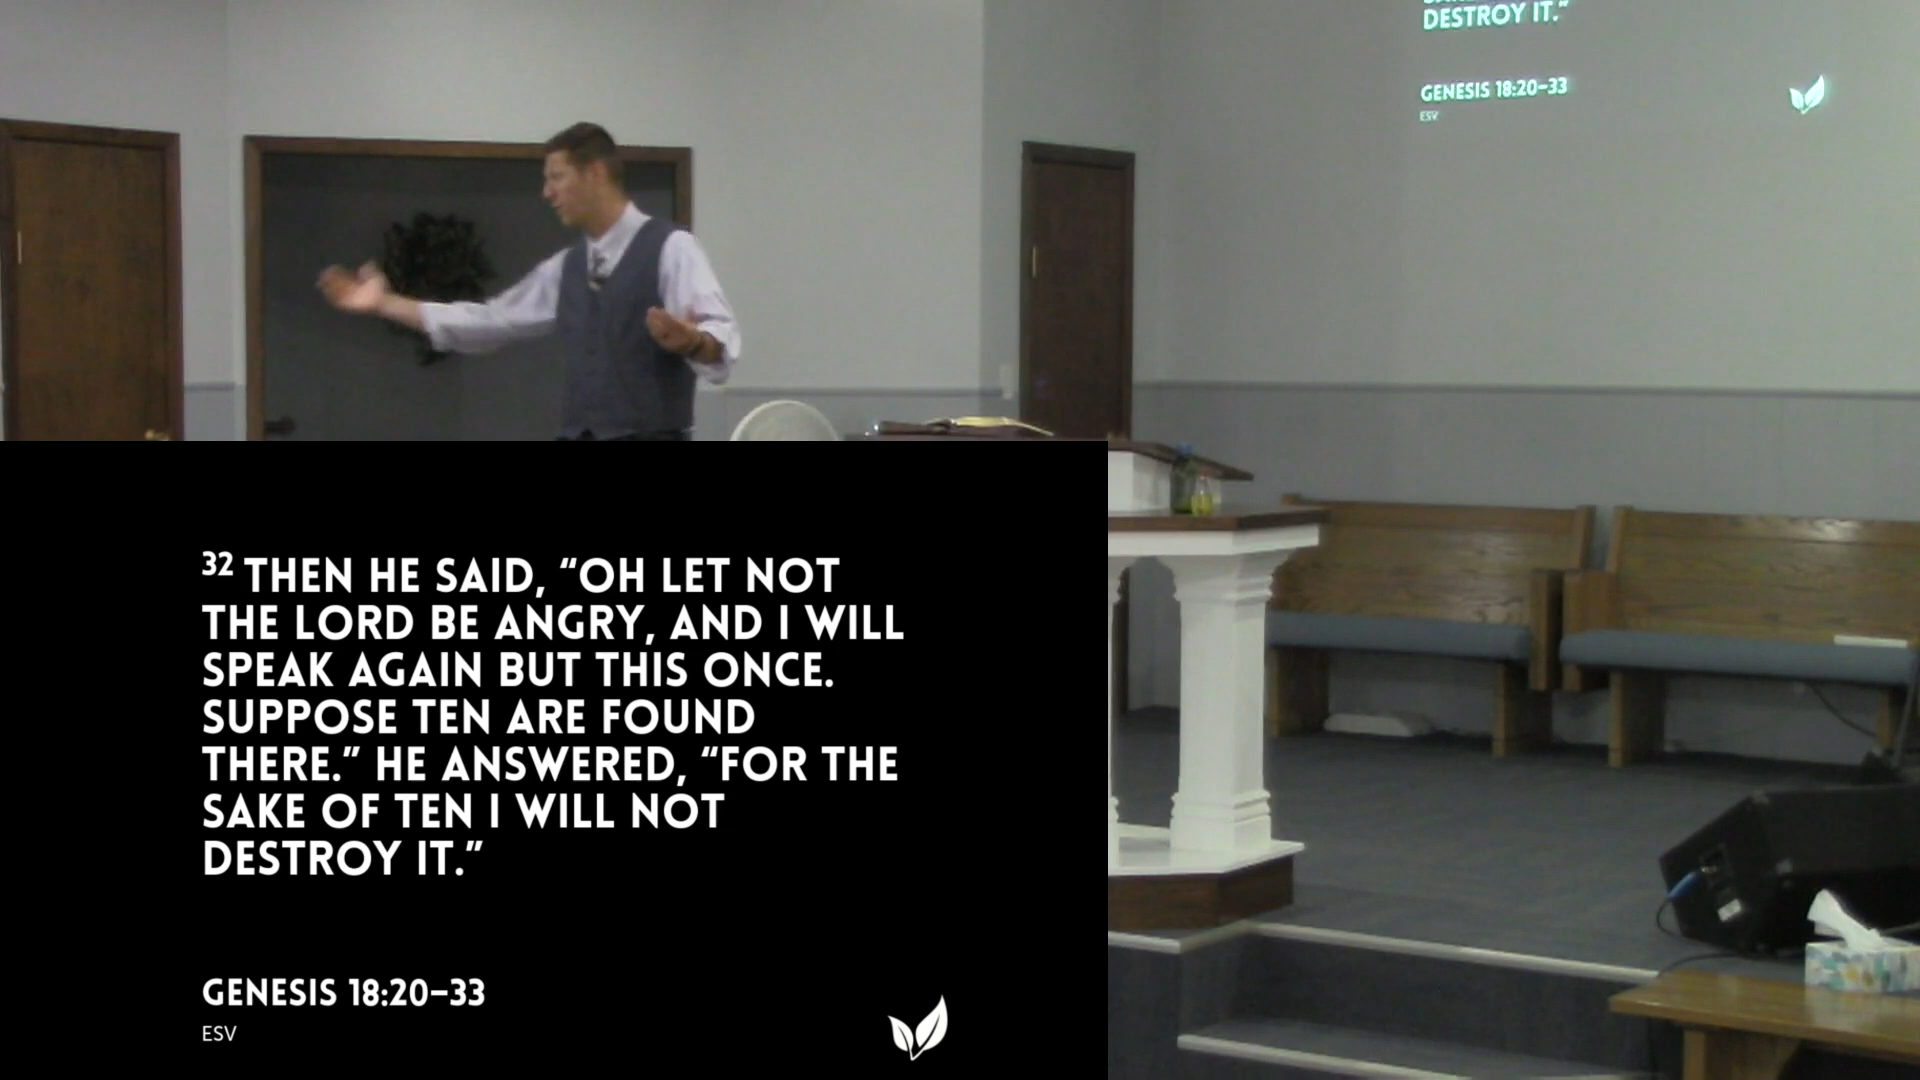 DESTROY IT.”
GENESIS 18:20–33
ESV
32 THEN HE SAID, “OH LET NOT
THE LORD BE ANGRY, AND I WILL
SPEAK AGAIN BUT THIS ONCE.
SUPPOSE TEN ARE FOUND
THERE.” HE ANSWERED, “FOR THE
SAKE OF TEN I WILL NOT
DESTROY IT.”
GENESIS 18:20–33
ESV